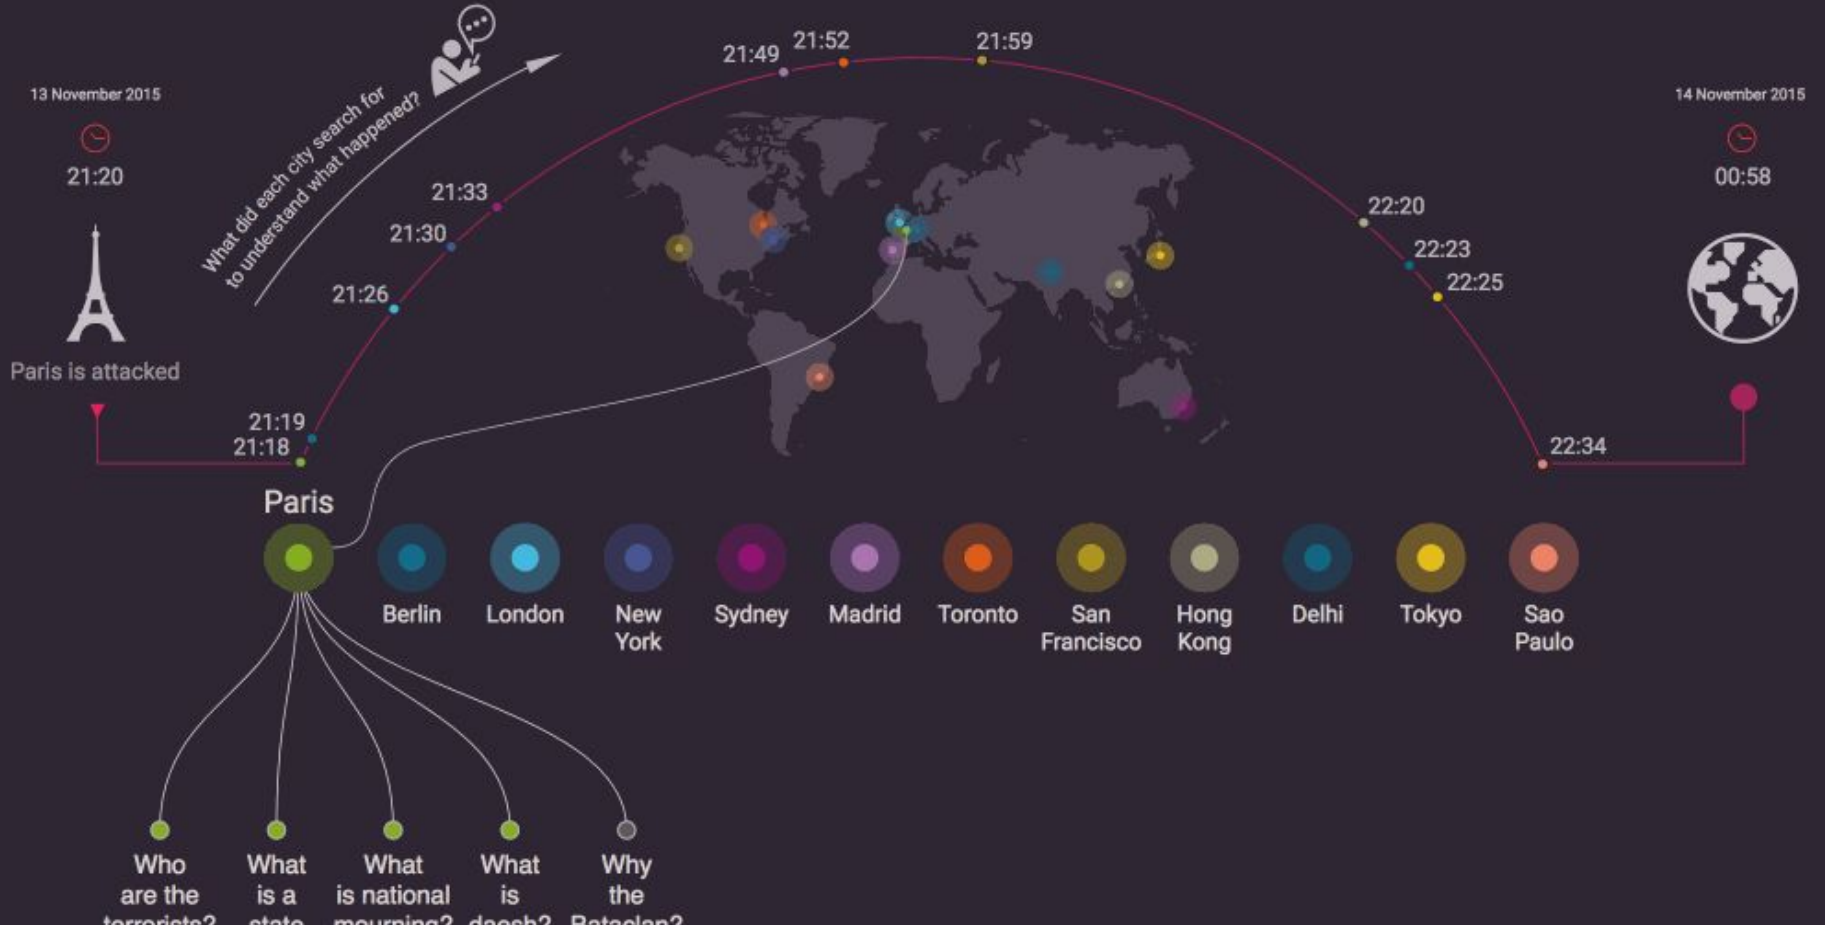 13 November 2015
21:20
Paris is attacked
What did each city search for
to understand what happened?
21:18
21:19
21:26
21:30
21:33
21:49
21:52
21:59
22:20
22:23
22:25
22:34
14 November 2015
00:58
Paris
Berlin
London
New
York
Sydney
Madrid
Toronto
San
Francisco
Hong
Kong
Delhi
Tokyo
Sao
Paulo
Who
are the
terrorists?
What
is a
state
What
is national
mourning?
What
is
daesh?
Why
the
Bataclan?